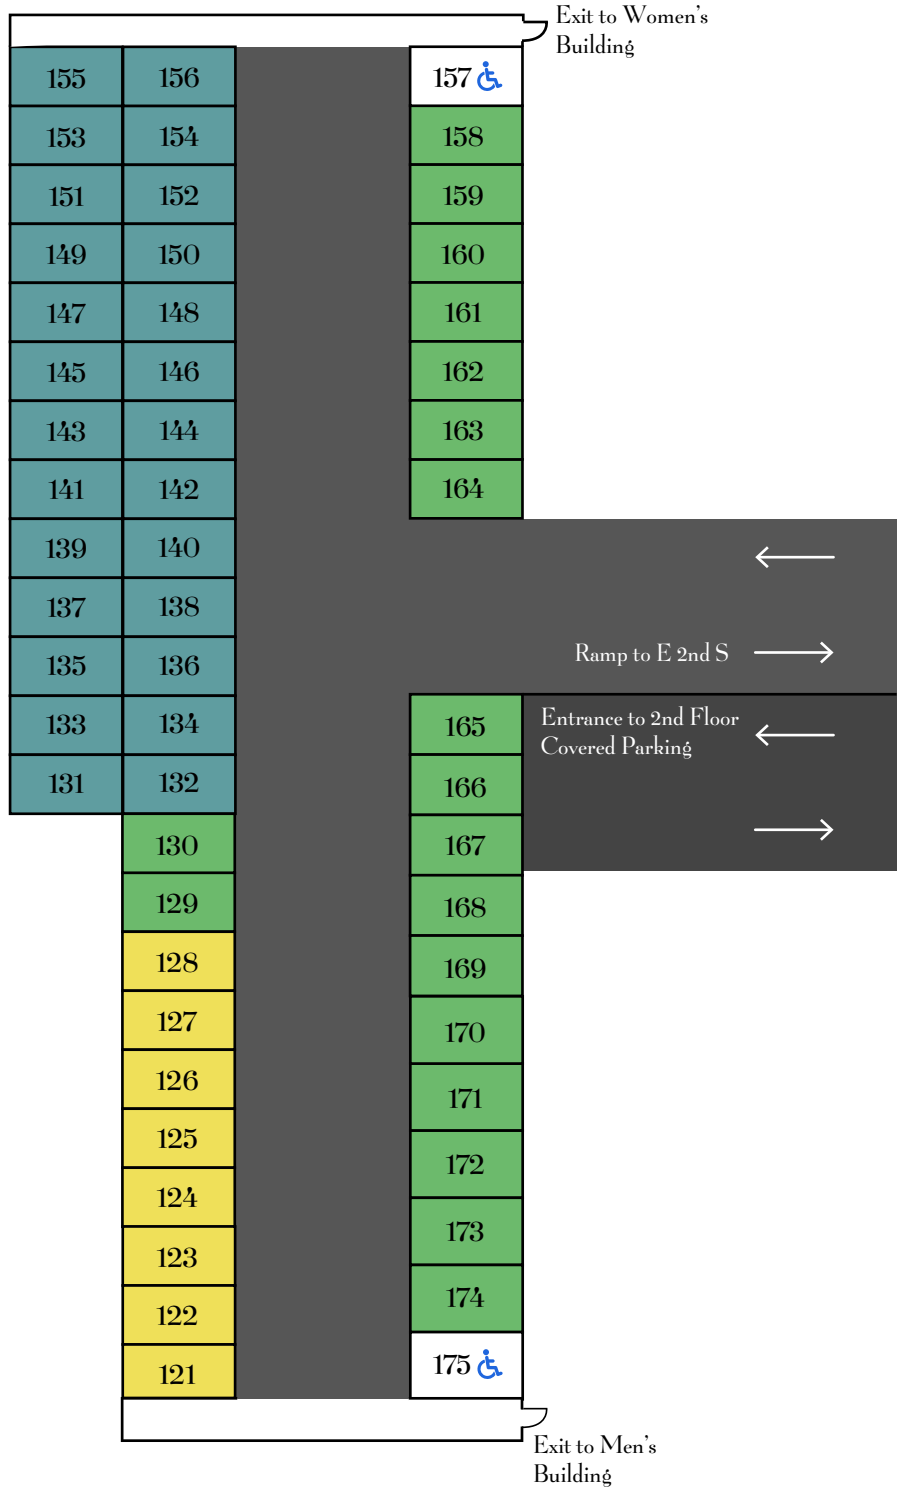 Exit to Women's
Building
155 156 157
153 154 158
151 152 159
149 150 160
147 148 161
145 146 162
143 144 163
141 142 164
139 140
137 138
135 136 Ramp to E 2nd S
133 134 165 Entrance to 2nd Floor
Covered Parking
131 132 166
130 167
129 168
128 169
127 170
126 171
125 172
124 173
123 174
122 175
121
Exit to Men's
Building